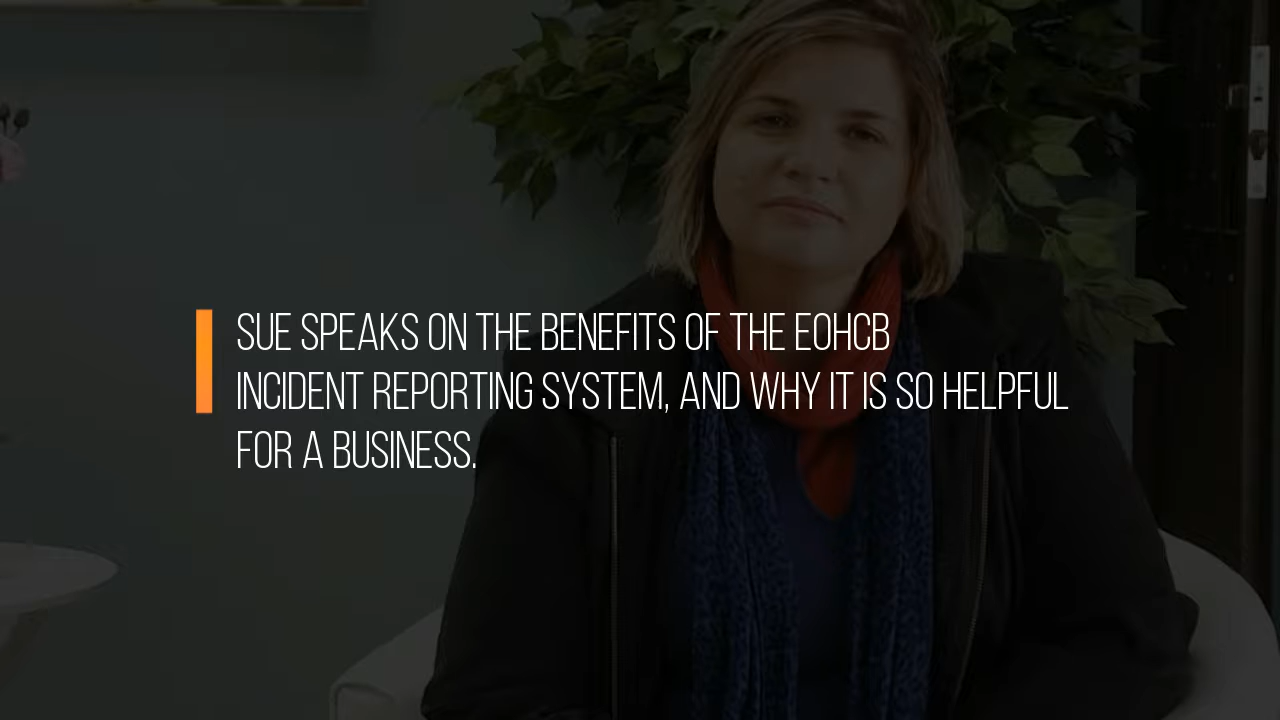 SUE SPEAKS ON THE BENEFITS OF THE EOHCB
INCIDENT REPORTING SYSTEM, AND WHY IT IS SO HELPFUL
FOR A BUSINESS.